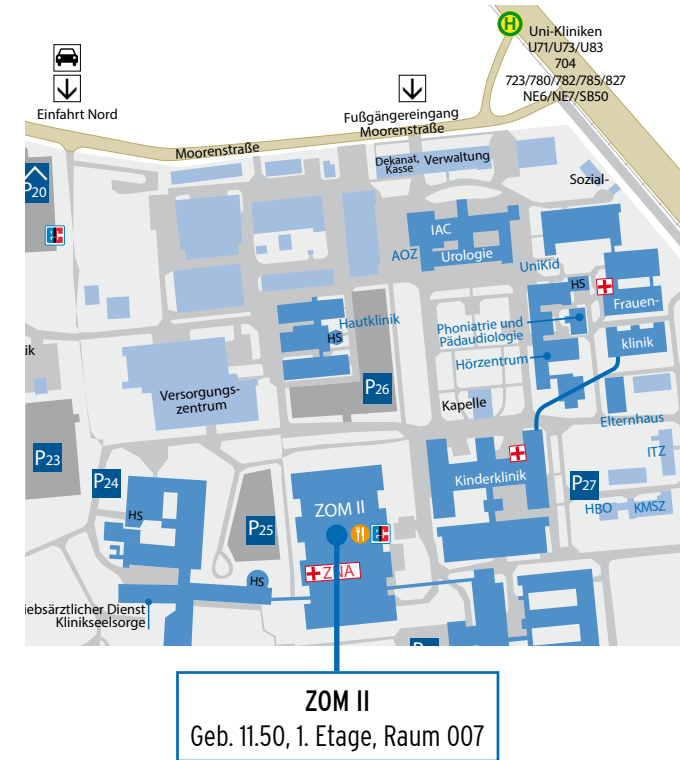 H
Uni-Kliniken
U71/U73/U83
704
723/780/782/785/827
NE6/NE7/SB50
Einfahrt Nord
Fußgängereingang
Moorenstraße
Moorenstraße
Dekanat, Verwaltung
Kasse
Sozial-
P20
IAC
AOZ
Urologie
UniKid
HS
Frauen-
klinik
Hautklinik
HS
Phoniatrie und
Pädaudiologie
Hörzentrum
ik
Versorgungs-
zentrum
P26
Kapelle
Elternhaus
P23
P24
ITZ
Kinderklinik
P27
HBO
KMSZ
HS
P25
ZOM II
ZNA
HS
iebsärztlicher Dienst
Klinikseelsorge
ZOM II
Geb. 11.50, 1. Etage, Raum 007